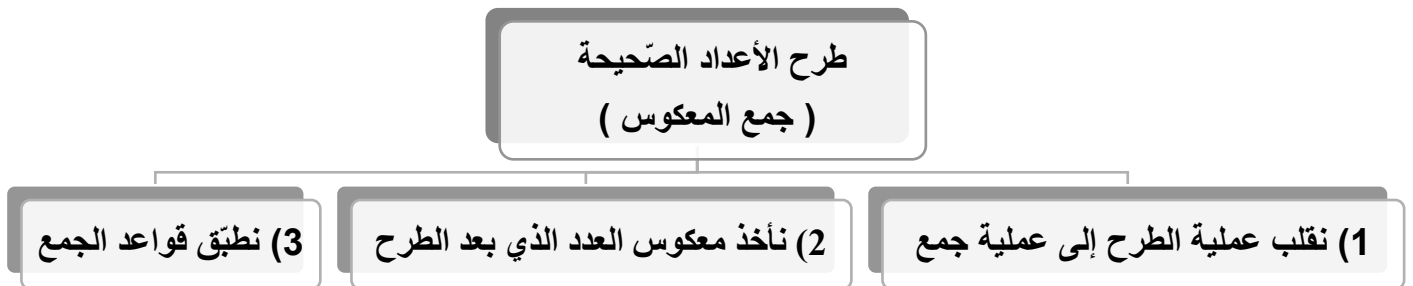 طرح الأعداد الصّحيحة
( جمع المعكوس )
1) نقلب عملية الطرح إلى عملية جمع
2) نأخذ معكوس العدد الذي بعد الطرح
3) نطبّق قواعد الجمع